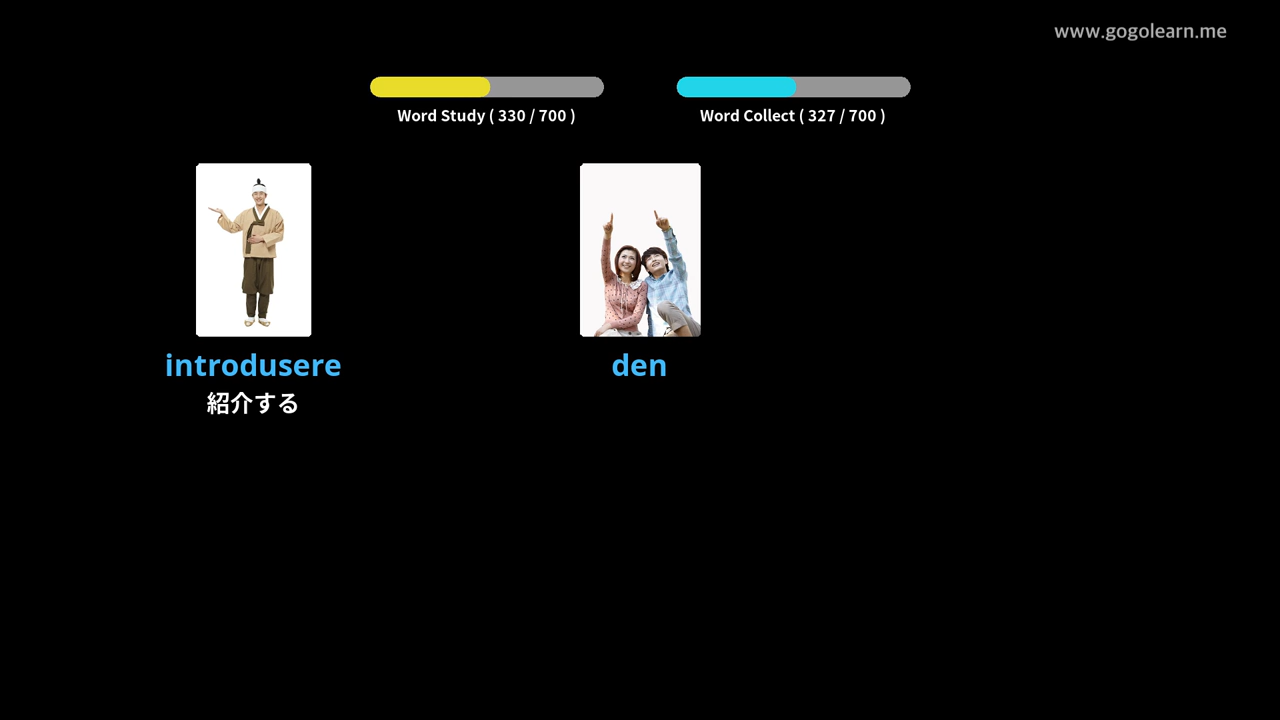 www.gogolearn.me
Word Study ( 330 / 700 )
Word Collect ( 327 / 700 )
introdusere
紹介する
den